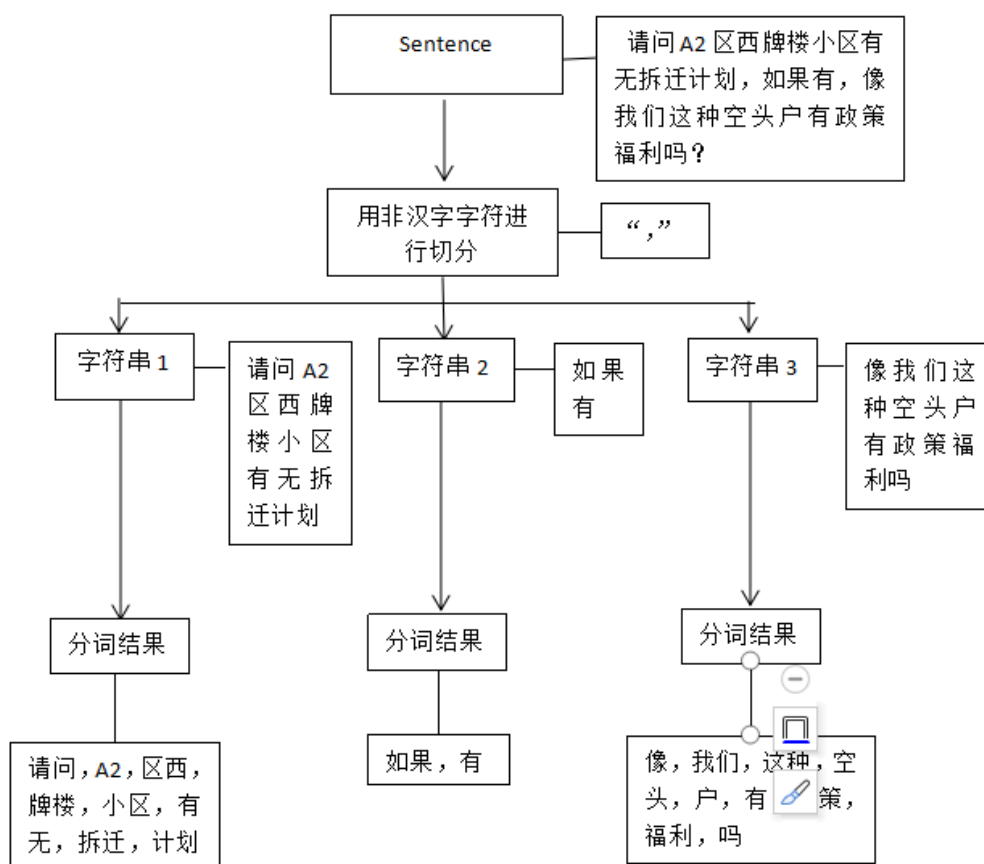 Sentence
请问 A2 区西牌楼小区有
无拆迁计划，如果有，像
我们这种空头户有政策
福利吗？
用非汉字字符进
行切分
“，”
字符串 1
请问 A2
区西牌
楼小区
有无拆
迁计划
字符串 2
如果
有
字符串 3
像我们这
种空头户
有政策福
利吗
分词结果
分词结果
分词结果
请问，A2，区西，
牌楼，小区，有
无，拆迁，计划
如果，有
像，我们，这种，空
头，户，有 策，
福利，吗